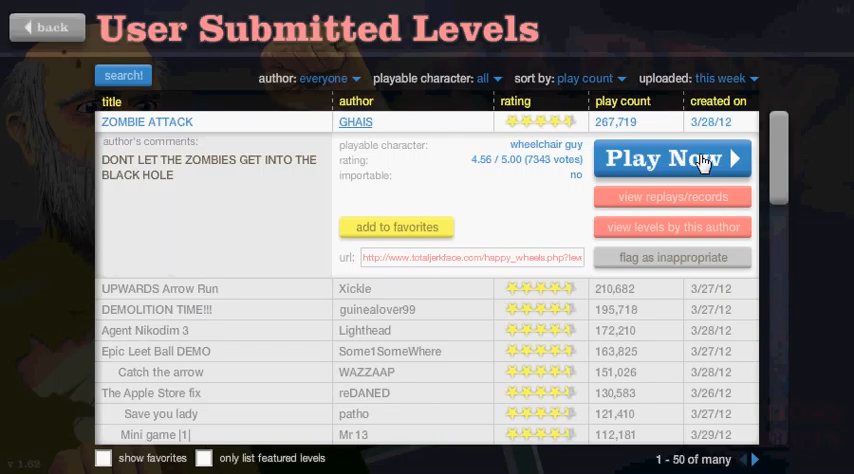 back
User Submitted Levels
search!
author: everyone playable character: all sort by: play count uploaded: this week
title author rating play count created on
ZOMBIE ATTACK GHAIS 267,719 3/28/12
author's comments:
DONT LET THE ZOMBIES GET INTO THE
BLACK HOLE
playable character: wheelchair guy
rating: 4.56 / 5.00 (7343 votes)
importable: no
Play Now
view replays/records
add to favorites
view levels by this author
url: http://www.totaljerkface.com/happy_wheels.php?leve
flag as inappropriate
UPWARDS Arrow Run Xickle 210,682 3/27/12
DEMOLITION TIME!!! guinealover99 195,718 3/27/12
Agent Nikodim 3 Lighthead 172,210 3/28/12
Epic Leet Ball DEMO Some1SomeWhere 163,825 3/27/12
Catch the arrow WAZZAAP 151,026 3/28/12
The Apple Store fix reDANED 130,583 3/26/12
Save you lady patho 121,410 3/27/12
Mini game |1| Mr 13 112,181 3/29/12
show favorites only list featured levels 1 - 50 of many
v 1.62